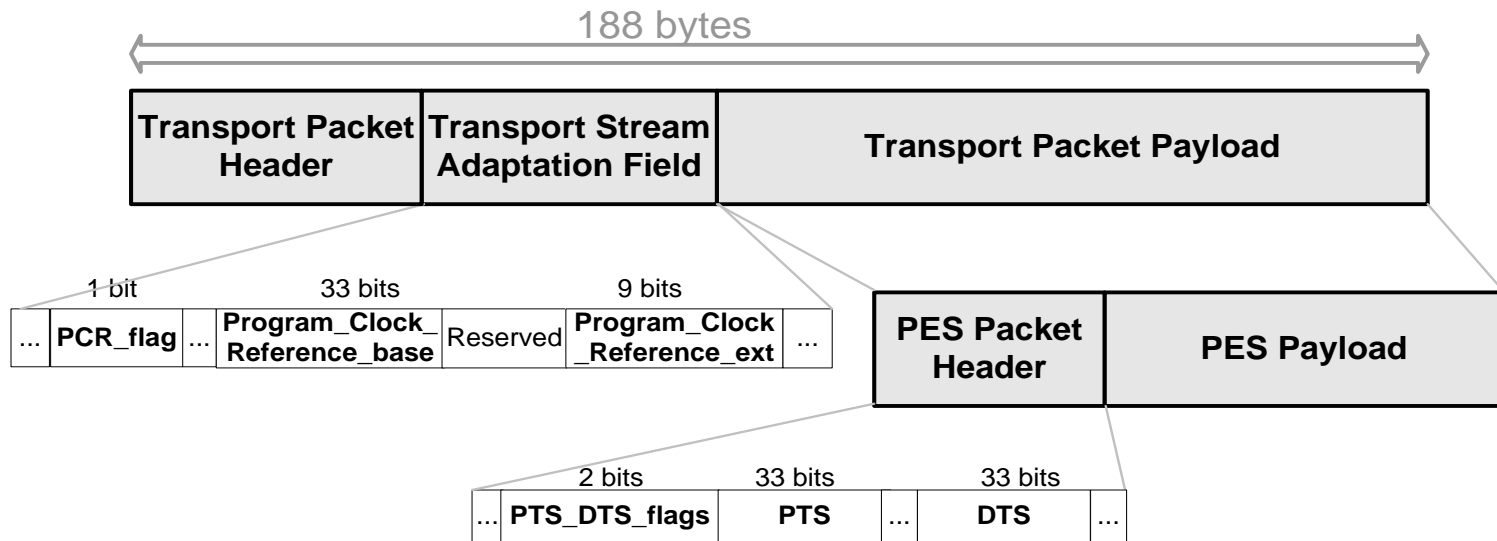 188 bytes
Transport Packet
Header
Transport Stream
Adaptation Field
Transport Packet Payload
1 bit
33 bits
9 bits
...
PCR_flag
...
Program_Clock_
Reference_base
Reserved
Program_Clock
_Reference_ext
...
PES Packet
Header
PES Payload
2 bits
33 bits
33 bits
...
PTS_DTS_flags
PTS
...
DTS
...